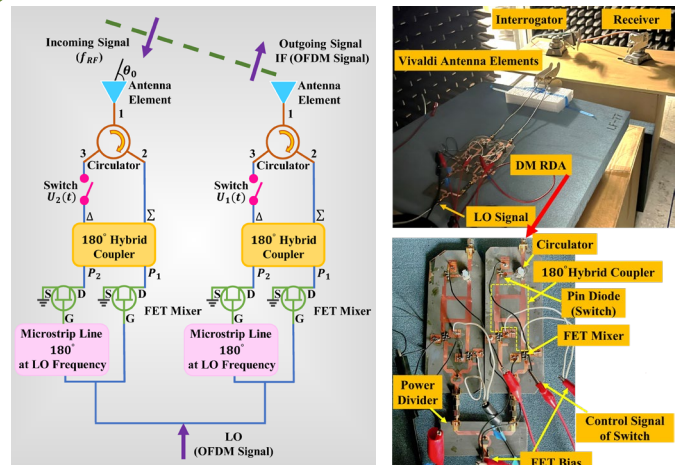 Incoming Signal
(f_RF)
θ₀
Outgoing Signal
IF (OFDM Signal)
Antenna
Element
Antenna
Element
1
1
3
2
Circulator
3
2
Circulator
Switch
U₂(t)
Switch
U₁(t)
Δ
Σ
Δ
Σ
180° Hybrid
Coupler
180° Hybrid
Coupler
P₂
P₁
P₂
P₁
S
D
S
D
S
D
S
D
G
G
G
G
FET Mixer
FET Mixer
Microstrip Line
180°
at LO Frequency
Microstrip Line
180°
at LO Frequency
LO
(OFDM Signal)
Interrogator
Receiver
Vivaldi Antenna Elements
DM RDA
LO Signal
Circulator
180° Hybrid Coupler
Pin Diode
(Switch)
FET Mixer
Power
Divider
Control Signal
of Switch
FET Bias